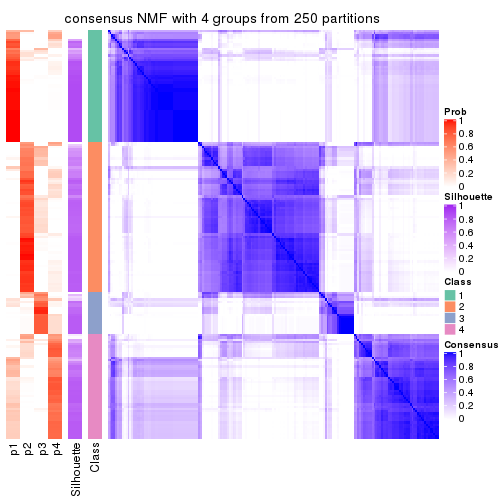 consensus NMF with 4 groups from 250 partitions
Prob
1
0.8
0.6
0.4
0.2
0
Silhouette
1
0.8
0.6
0.4
0.2
0
Class
1
2
3
4
Consensus
1
0.8
0.6
0.4
0.2
0
p1
p2
p3
p4
Silhouette
Class